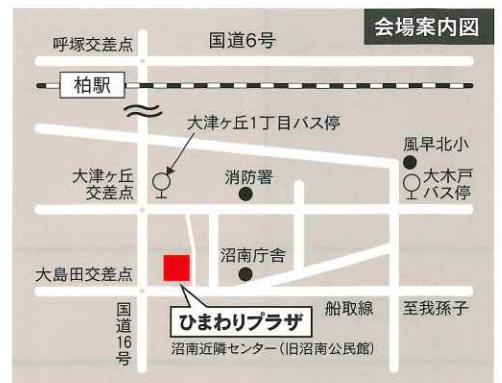 会場案内図
呼塚交差点
国道6号
柏駅
大津ヶ丘1丁目バス停
風早北小
大津ヶ丘
交差点
消防署
大木戸
バス停
沼南庁舎
大島田交差点
国道16号
ひまわりプラザ
船取線
至我孫子
沼南近隣センター(旧沼南公民館)